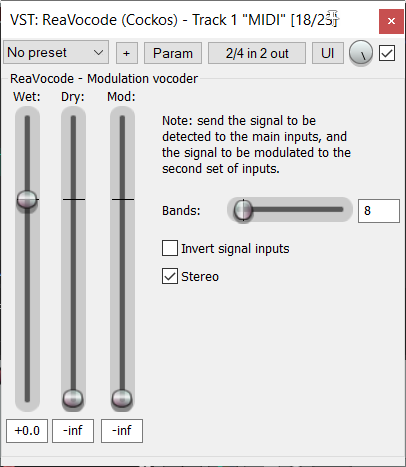 VST: ReaVocode (Cockos) - Track 1 "MIDI" [18/23]
No preset
+
Param
2/4 in 2 out
UI
ReaVocode - Modulation vocoder
Wet:
Dry:
Mod:
Note: send the signal to be
detected to the main inputs, and
the signal to be modulated to the
second set of inputs.
Bands:
8
Invert signal inputs
Stereo
+0.0
-inf
-inf